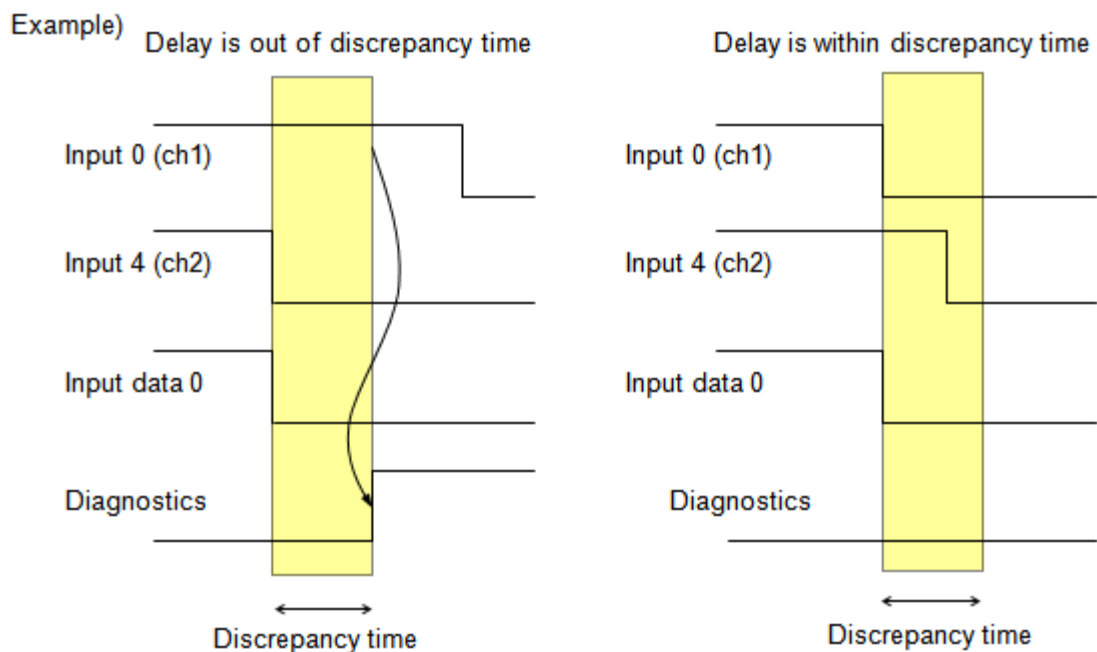 Example)
Delay is out of discrepancy time
Input 0 (ch1)
Input 4 (ch2)
Input data 0
Diagnostics
Discrepancy time
Delay is within discrepancy time
Input 0 (ch1)
Input 4 (ch2)
Input data 0
Diagnostics
Discrepancy time